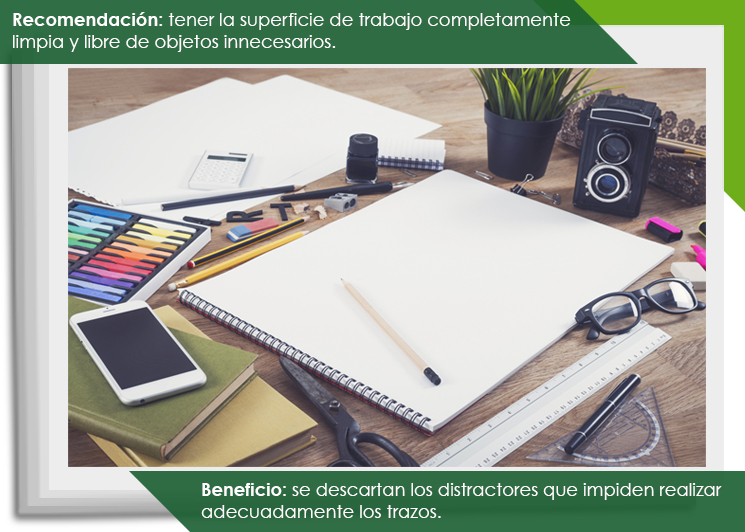 Recomendación: tener la superficie de trabajo completamente
limpia y libre de objetos innecesarios.
Beneficio: se descartan los distractores que impiden realizar
adecuadamente los trazos.